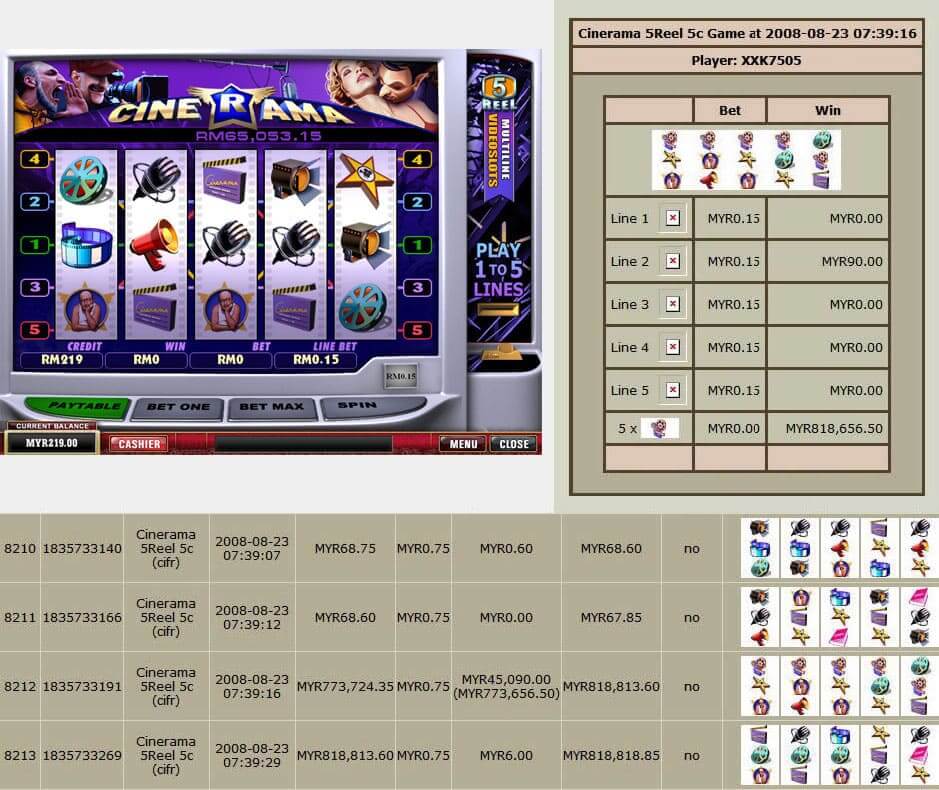 CINERAMA
RM65,053.15
5
REEL
MULTILINE
VIDEOSLOTS
PLAY
1 TO 5
LINES
4
4
2
2
1
1
3
3
5
5
Cinerama
Cinerama
Cinerama
CREDIT WIN BET LINE BET
RM219 RM0 RM0 RM0.15
RM0.15
PAYTABLE BET ONE BET MAX SPIN
CURRENT BALANCE
MYR219.00 CASHIER MENU CLOSE
Cinerama 5Reel 5c Game at 2008-08-23 07:39:16
Player: XXK7505
Bet Win
Line 1 MYR0.15 MYR0.00
Line 2 MYR0.15 MYR90.00
Line 3 MYR0.15 MYR0.00
Line 4 MYR0.15 MYR0.00
Line 5 MYR0.15 MYR0.00
5 x MYR0.00 MYR818,656.50
8210 1835733140 Cinerama 5Reel 5c (cifr) 2008-08-23 07:39:07 MYR68.75 MYR0.75 MYR0.60 MYR68.60 no
8211 1835733166 Cinerama 5Reel 5c (cifr) 2008-08-23 07:39:12 MYR68.60 MYR0.75 MYR0.00 MYR67.85 no
8212 1835733191 Cinerama 5Reel 5c (cifr) 2008-08-23 07:39:16 MYR773,724.35 MYR0.75 MYR45,090.00 (MYR773,656.50) MYR818,813.60 no
8213 1835733269 Cinerama 5Reel 5c (cifr) 2008-08-23 07:39:29 MYR818,813.60 MYR0.75 MYR6.00 MYR818,818.85 no